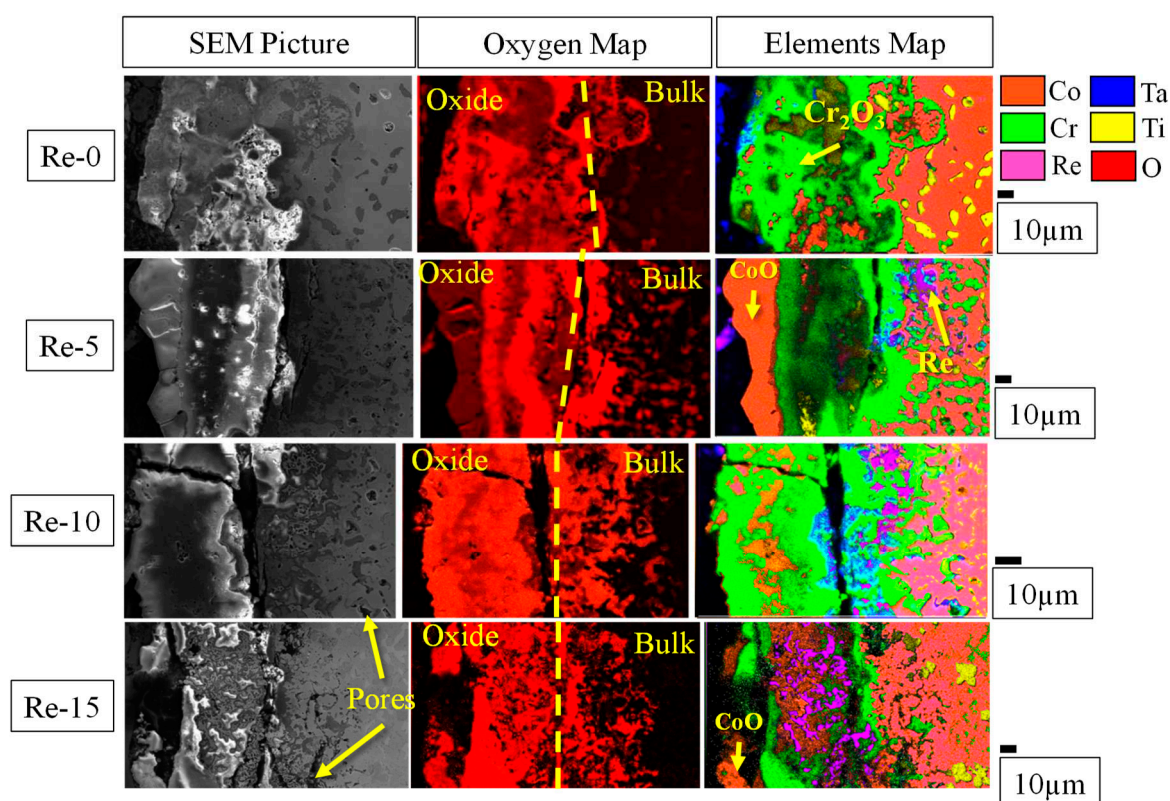 SEM Picture
Oxygen Map
Elements Map
Re-0
Oxide
Bulk
Cr₂O₃
Co
Ta
Cr
Ti
Re
O
10µm
Re-5
Oxide
Bulk
CoO
Re
10µm
Re-10
Oxide
Bulk
10µm
Re-15
Pores
Oxide
Bulk
CoO
10µm